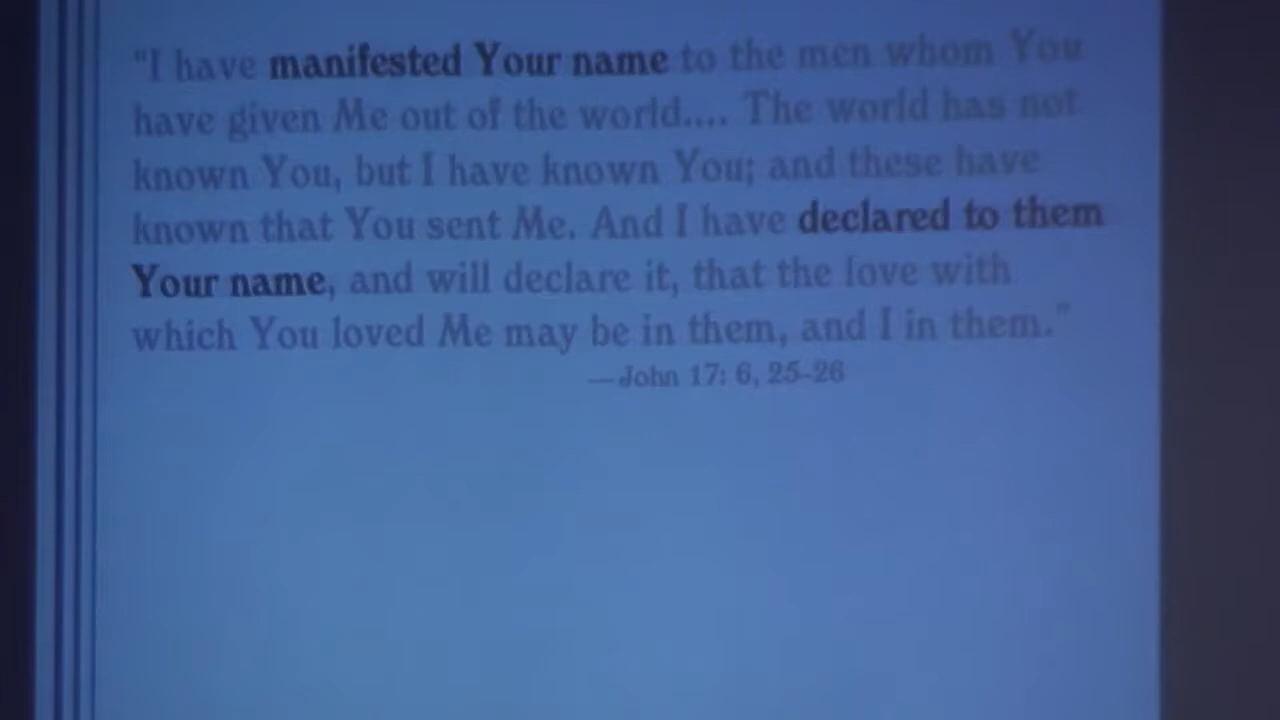 "I have manifested Your name to the men whom You
have given Me out of the world.... The world has not
known You, but I have known You; and these have
known that You sent Me. And I have declared to them
Your name, and will declare it, that the love with
which You loved Me may be in them, and I in them."
—John 17: 6, 25-26